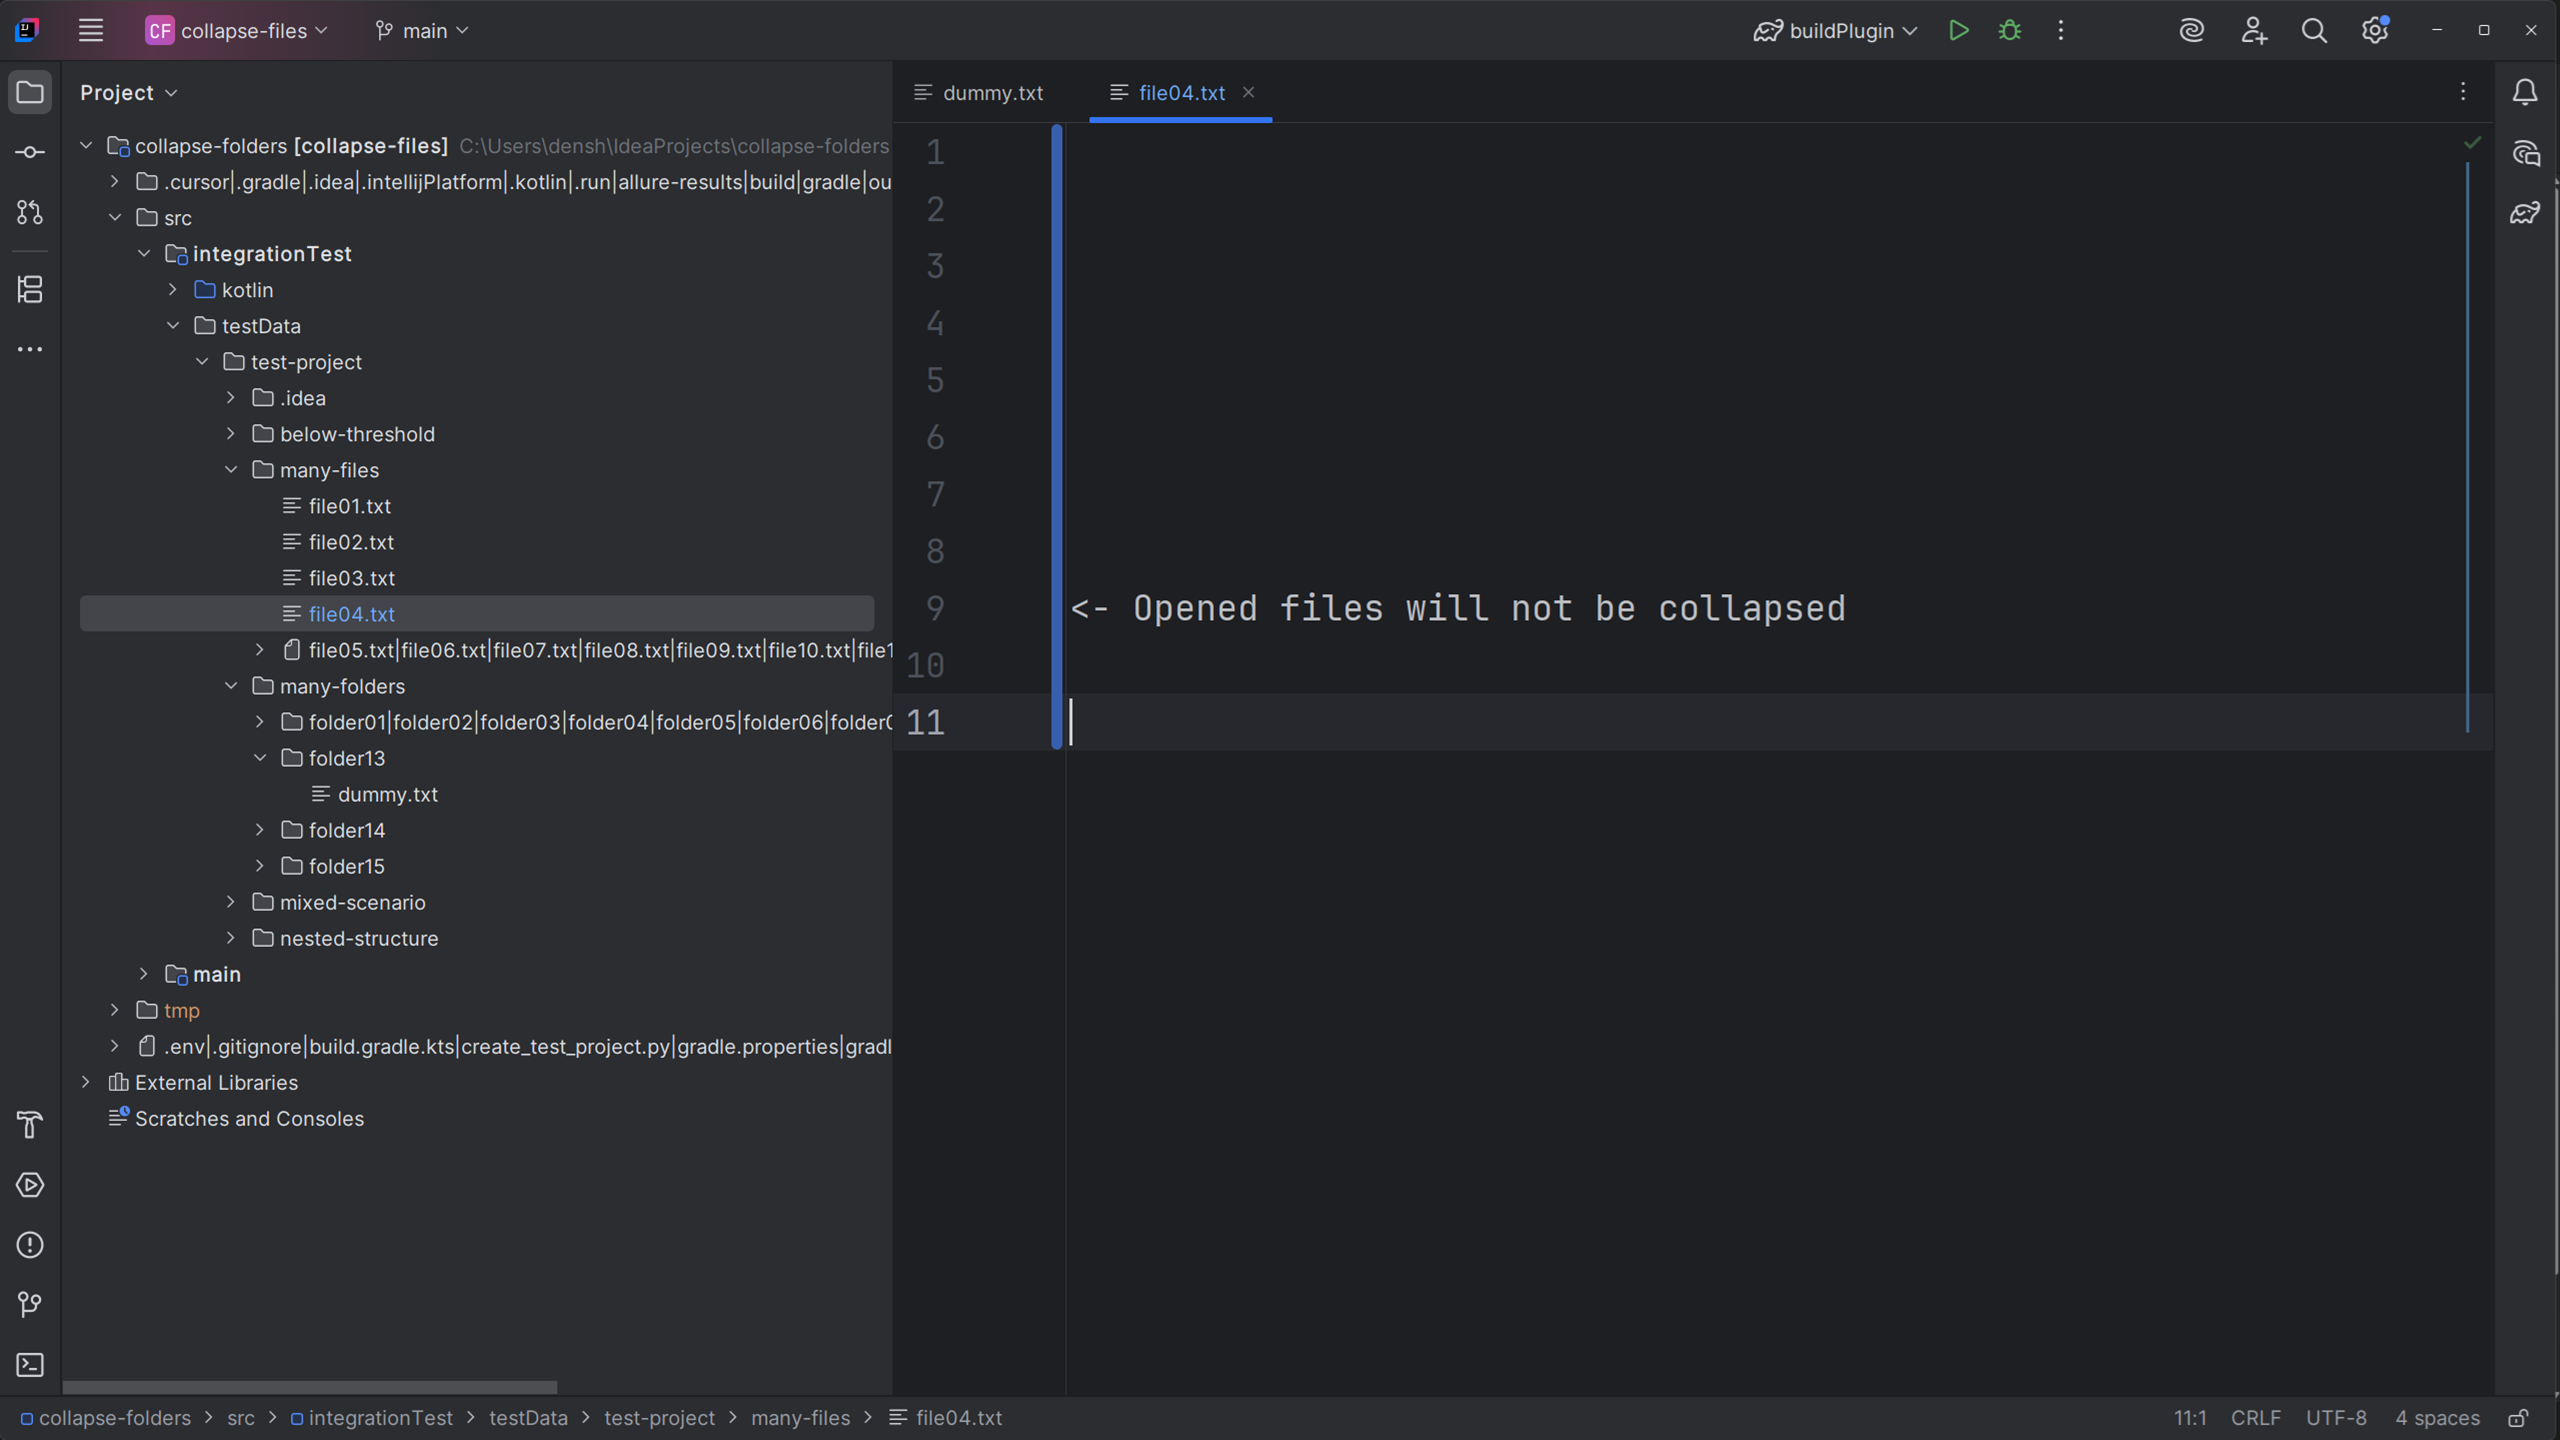 CF collapse-files main buildPlugin
Project
dummy.txt file04.txt
collapse-folders [collapse-files] C:\Users\densh\IdeaProjects\collapse-folders
.cursor|.gradle|.idea|.intellijPlatform|.kotlin|.run|allure-results|build|gradle|ou
src
integrationTest
kotlin
testData
test-project
.idea
below-threshold
many-files
file01.txt
file02.txt
file03.txt
file04.txt
file05.txt|file06.txt|file07.txt|file08.txt|file09.txt|file10.txt|file1
many-folders
folder01|folder02|folder03|folder04|folder05|folder06|folder0
folder13
dummy.txt
folder14
folder15
mixed-scenario
nested-structure
main
tmp
.env|.gitignore|build.gradle.kts|create_test_project.py|gradle.properties|gradl
External Libraries
Scratches and Consoles
1
2
3
4
5
6
7
8
9 <- Opened files will not be collapsed
10
11
collapse-folders > src > integrationTest > testData > test-project > many-files > file04.txt
11:1 CRLF UTF-8 4 spaces